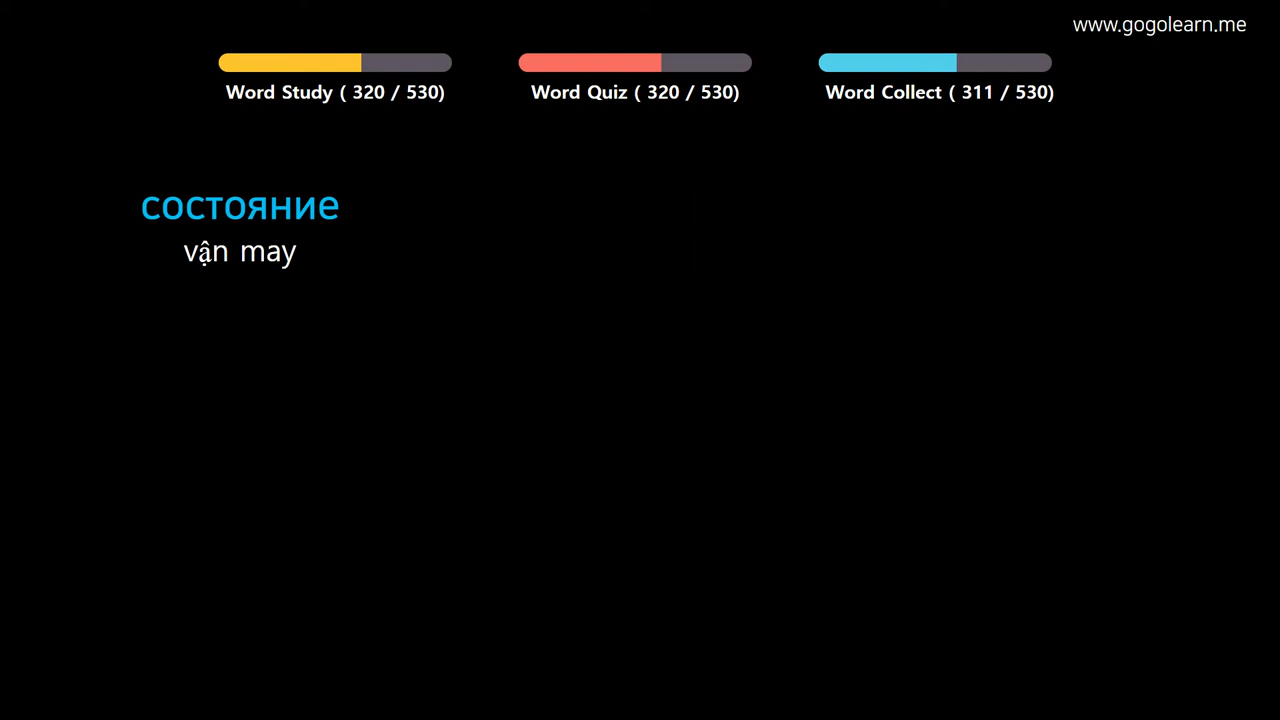 www.gogolearn.me
Word Study ( 320 / 530)
Word Quiz ( 320 / 530)
Word Collect ( 311 / 530)
состояние
vận may